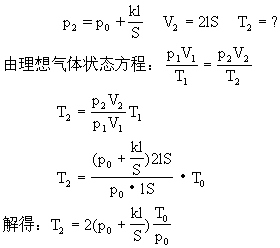 p₂ = p₀ + kl/S V₂ = 2lS T₂ = ?
由理想气体状态方程: p₁V₁/T₁ = p₂V₂/T₂
T₂ = p₂V₂/p₁V₁ T₁
T₂ = (p₀ + kl/S)2lS/p₀•lS • T₀
解得: T₂ = 2(p₀ + kl/S) T₀/p₀